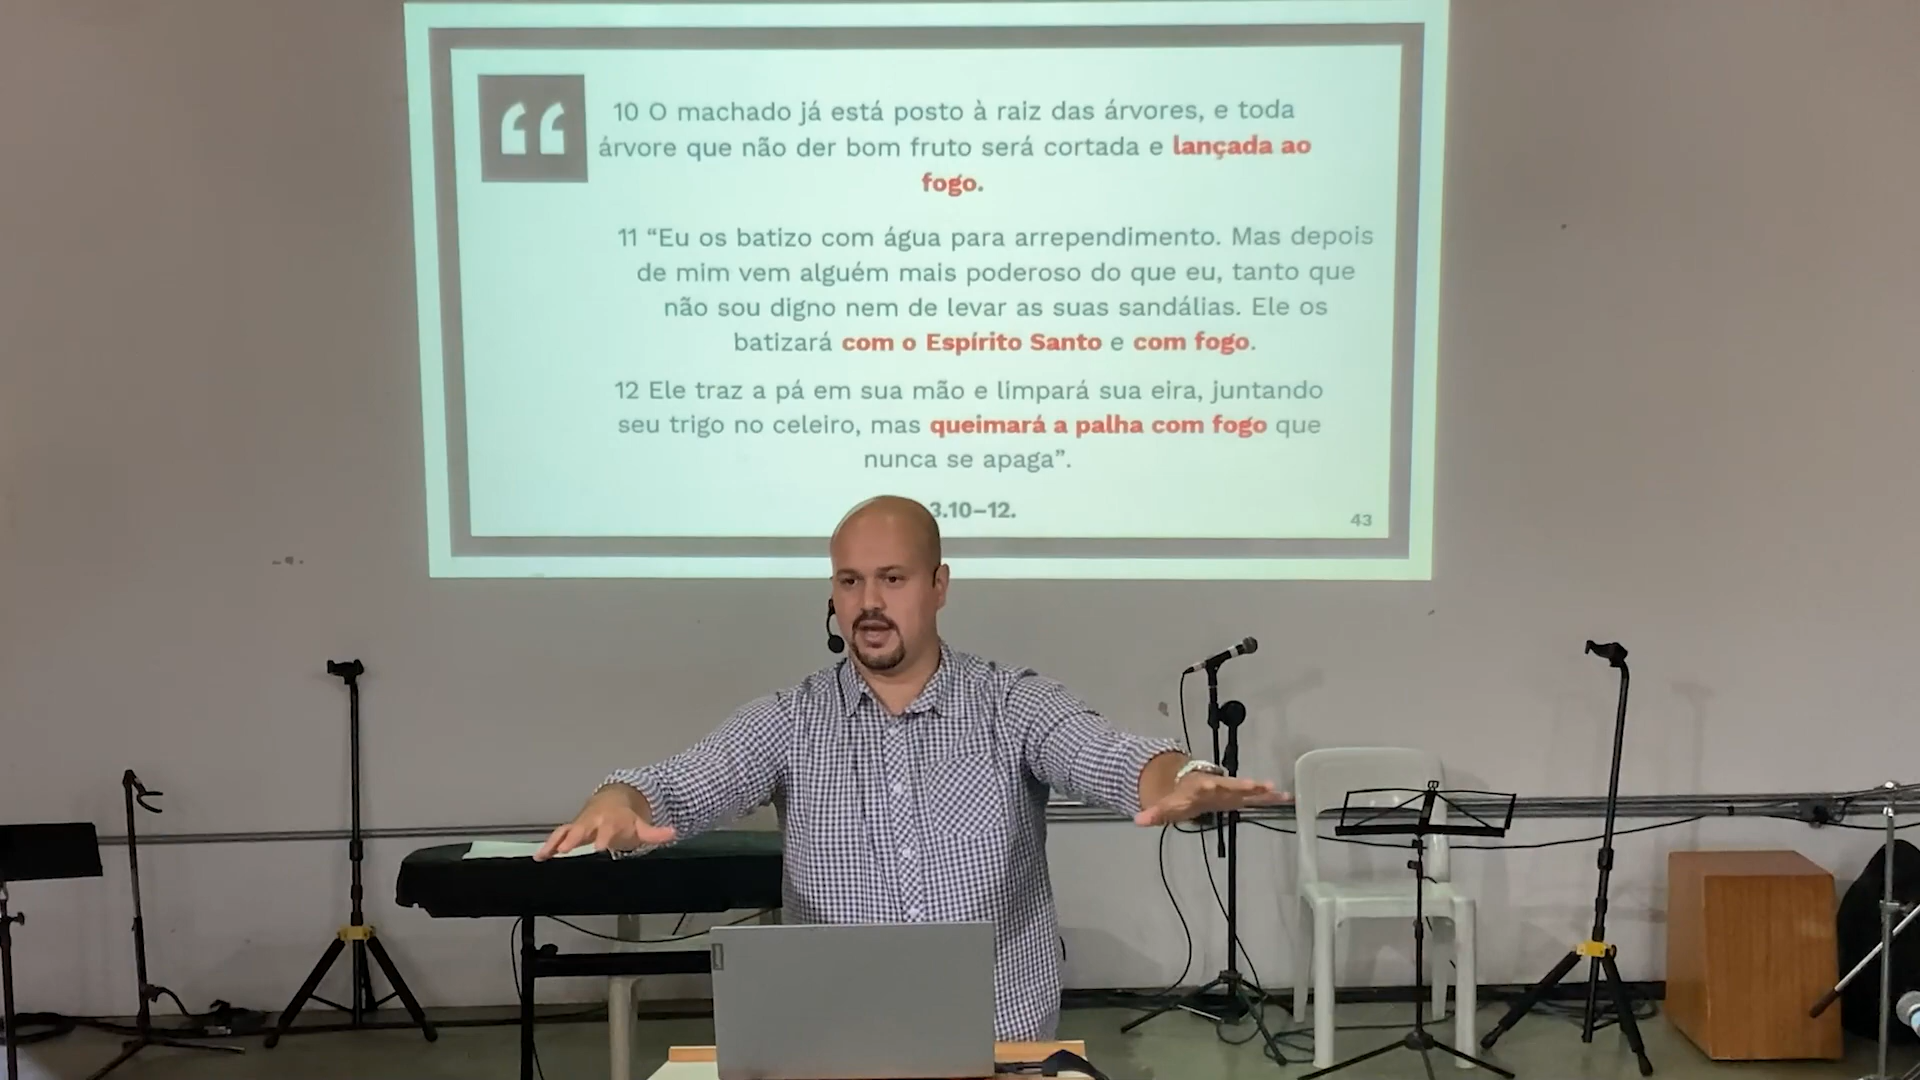 10 O machado já está posto à raiz das árvores, e toda
árvore que não der bom fruto será cortada e lançada ao
fogo.
11 “Eu os batizo com água para arrependimento. Mas depois
de mim vem alguém mais poderoso do que eu, tanto que
não sou digno nem de levar as suas sandálias. Ele os
batizará com o Espírito Santo e com fogo.
12 Ele traz a pá em sua mão e limpará sua eira, juntando
seu trigo no celeiro, mas queimará a palha com fogo que
nunca se apaga”.
3.10–12.
43